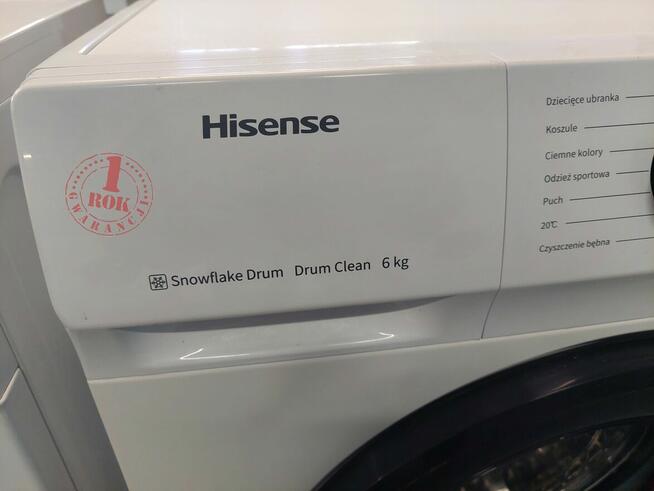 Hisense
1
ROK
GWARANCJI
Snowflake Drum Drum Clean 6 kg
Dziecięce ubranka
Koszule
Ciemne kolory
Odzież sportowa
Puch
20℃
Czyszczenie bębna